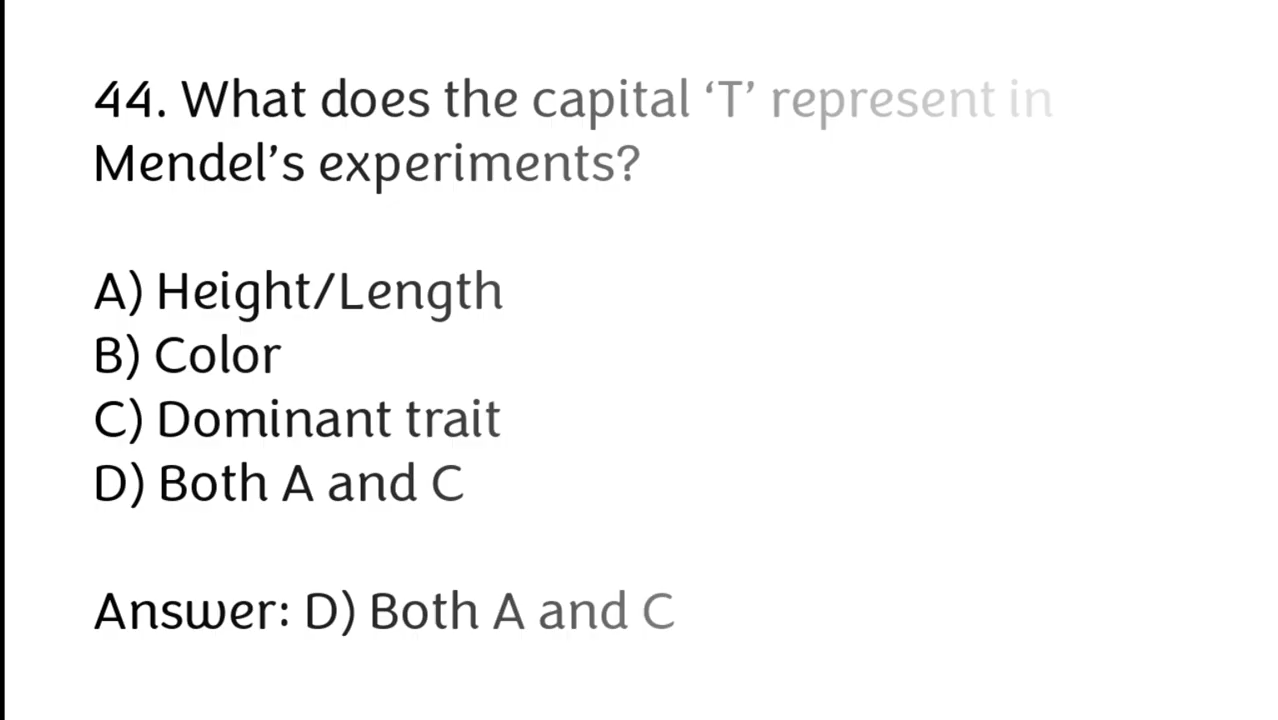 44. What does the capital ‘T’ represent in
Mendel’s experiments?
A) Height/Length
B) Color
C) Dominant trait
D) Both A and C
Answer: D) Both A and C